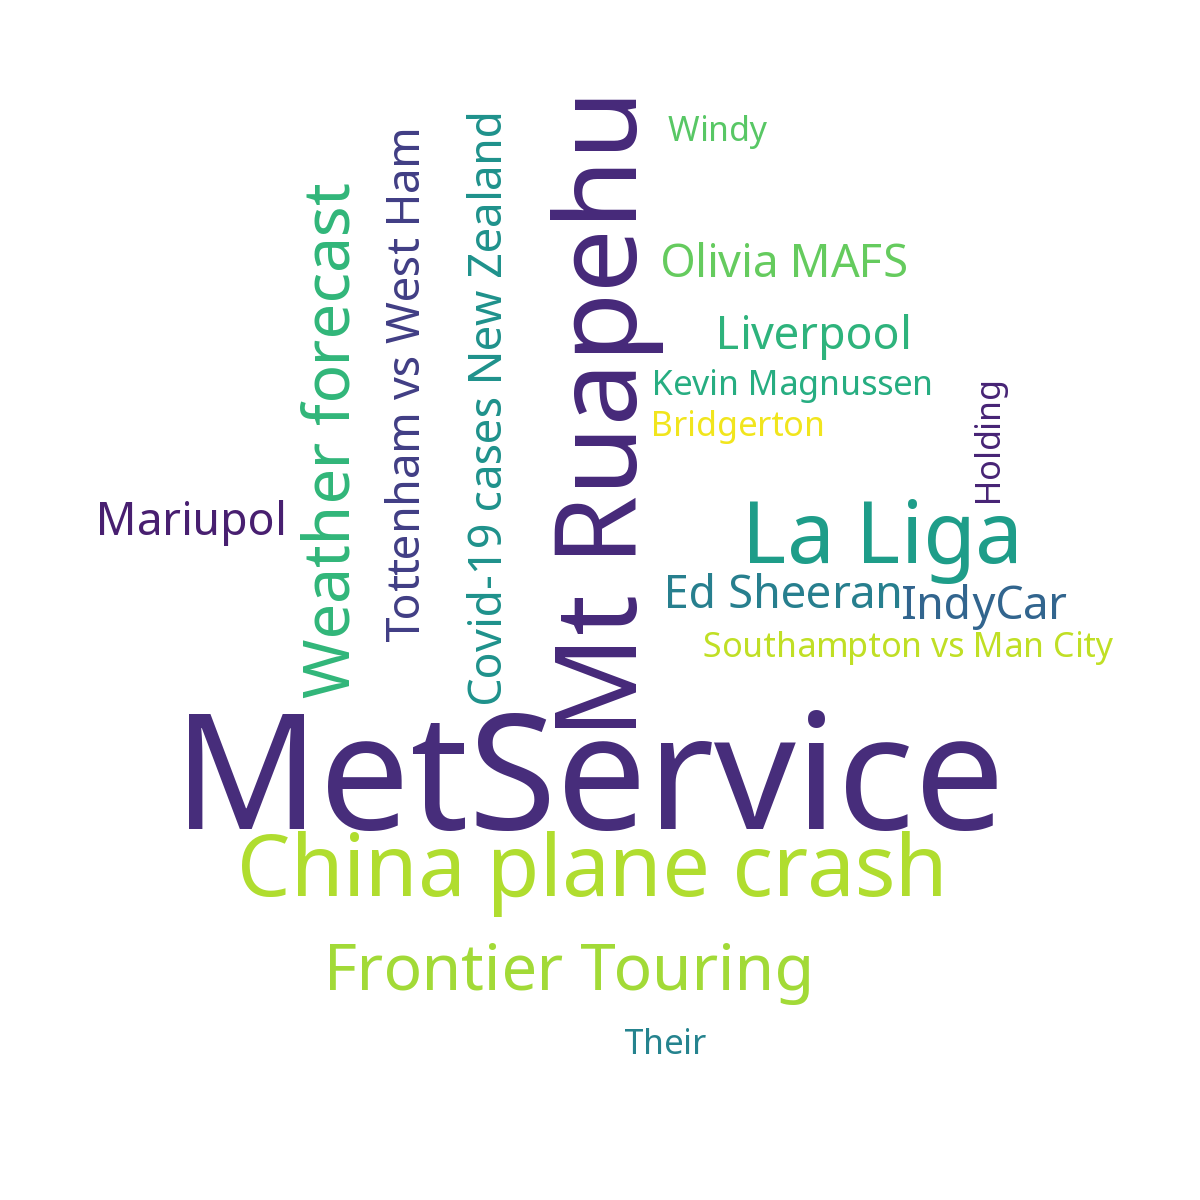 Windy
Olivia MAFS
Liverpool
Kevin Magnussen
Bridgerton
Holding
Mt Ruapehu
Covid-19 cases New Zealand
Tottenham vs West Ham
Weather forecast
Mariupol
La Liga
Ed Sheeran
IndyCar
Southampton vs Man City
MetService
China plane crash
Frontier Touring
Their